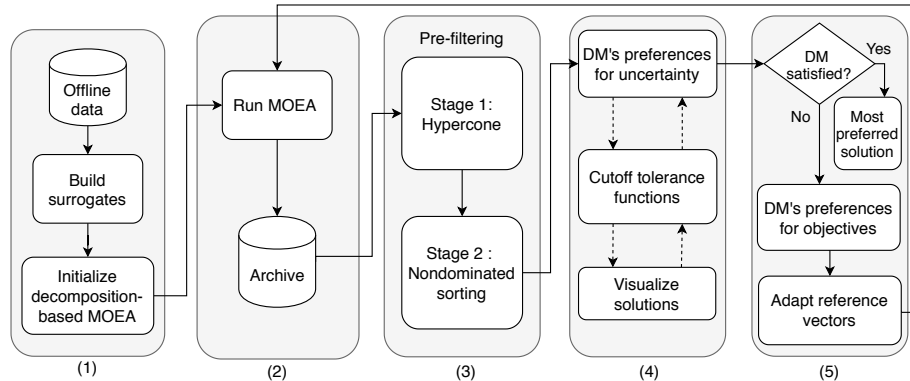 Offline
data
Build
surrogates
Initialize
decomposition-
based MOEA
(1)
Run MOEA
Archive
(2)
Pre-filtering
Stage 1 :
Hypercone
Stage 2 :
Nondominated
sorting
(3)
DM's preferences
for uncertainty
Cutoff tolerance
functions
Visualize
solutions
(4)
DM
satisfied?
Yes
No
Most
preferred
solution
DM's preferences
for objectives
Adapt reference
vectors
(5)